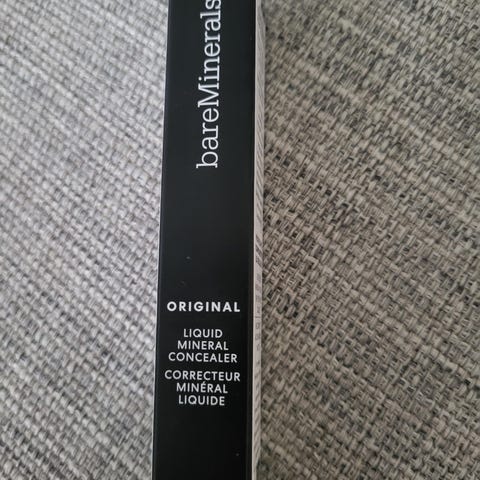 bareMinerals
ORIGINAL
LIQUID
MINERAL
CONCEALER
CORRECTEUR
MINÉRAL
LIQUIDE